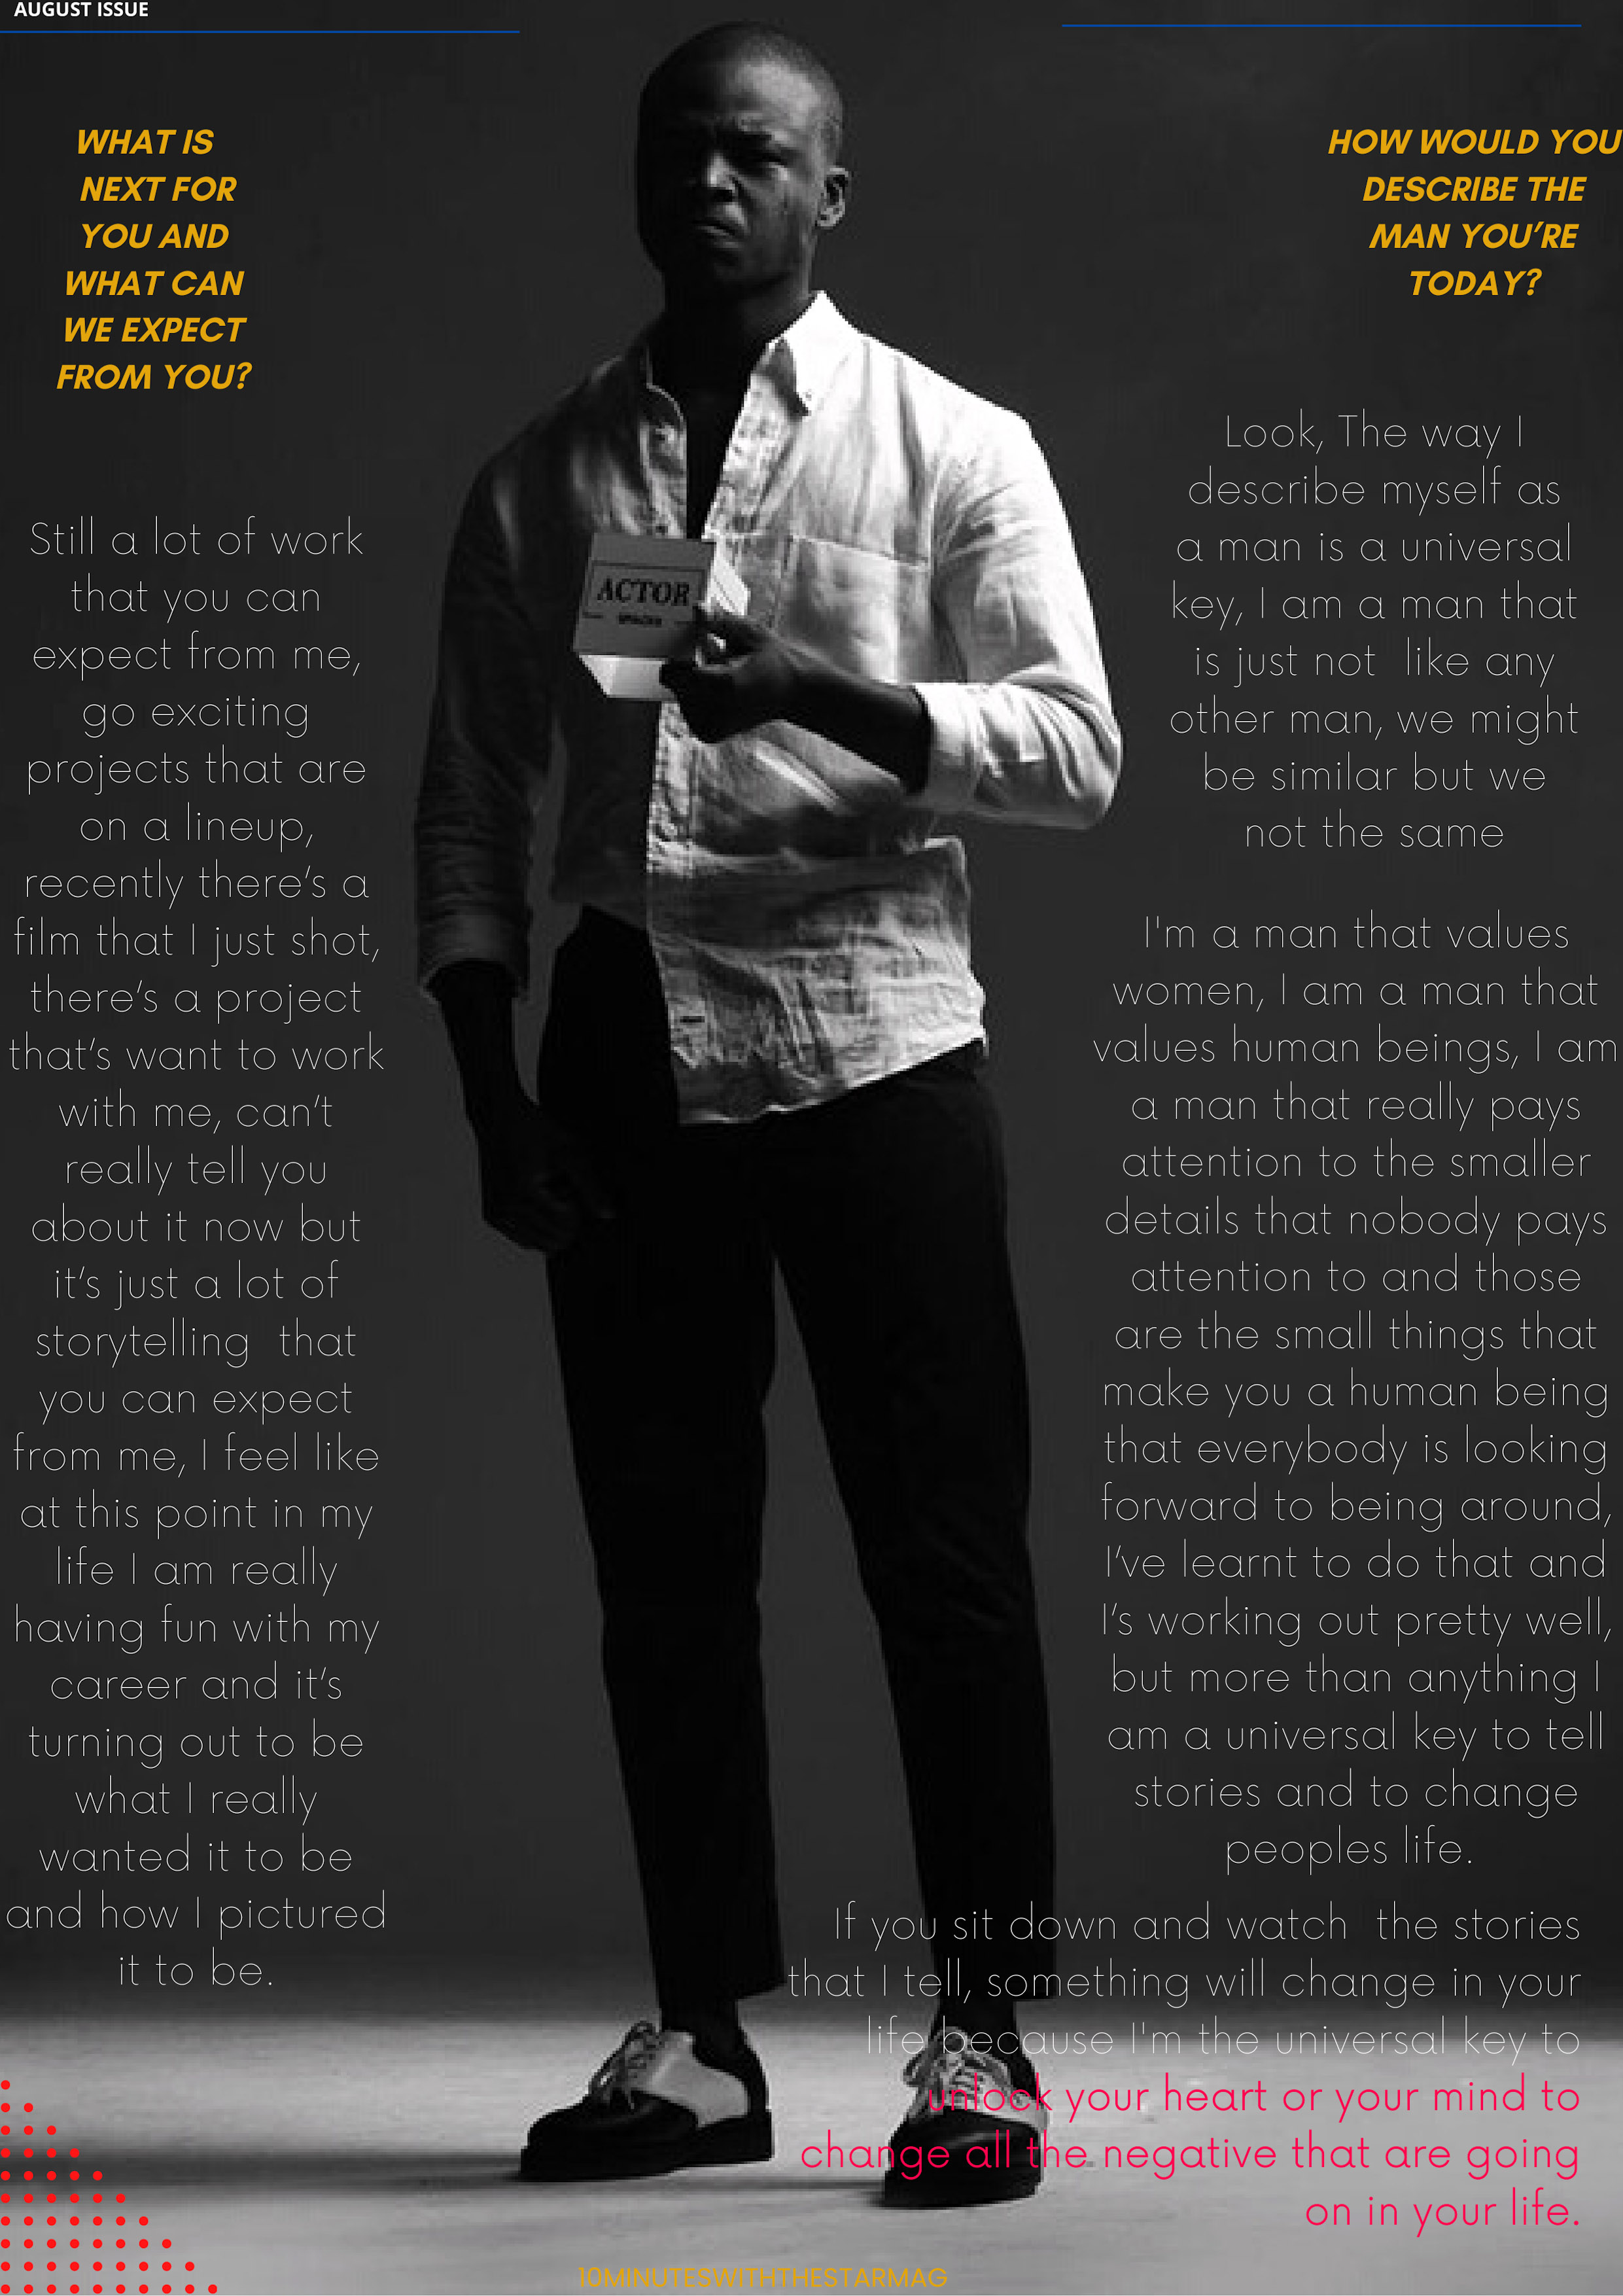 AUGUST ISSUE
WHAT IS
NEXT FOR
YOU AND
WHAT CAN
WE EXPECT
FROM YOU?
Still a lot of work
that you can
expect from me,
go exciting
projects that are
on a lineup,
recently there's a
film that I just shot,
there's a project
that's want to work
with me, can't
really tell you
about it now but
it's just a lot of
storytelling that
you can expect
from me, I feel like
at this point in my
life I am really
having fun with my
career and it's
turning out to be
what I really
wanted it to be
and how I pictured
it to be.
ACTOR
SPACES
HOW WOULD YOU
DESCRIBE THE
MAN YOU'RE
TODAY?
Look, The way I
describe myself as
a man is a universal
key, I am a man that
is just not like any
other man, we might
be similar but we
not the same
I'm a man that values
women, I am a man that
values human beings, I am
a man that really pays
attention to the smaller
details that nobody pays
attention to and those
are the small things that
make you a human being
that everybody is looking
forward to being around,
I've learnt to do that and
I's working out pretty well,
but more than anything I
am a universal key to tell
stories and to change
peoples life.
If you sit down and watch the stories
that I tell, something will change in your
life because I'm the universal key to
unlock your heart or your mind to
change all the negative that are going
on in your life.
10MINUTESWITHTHESTARMAG